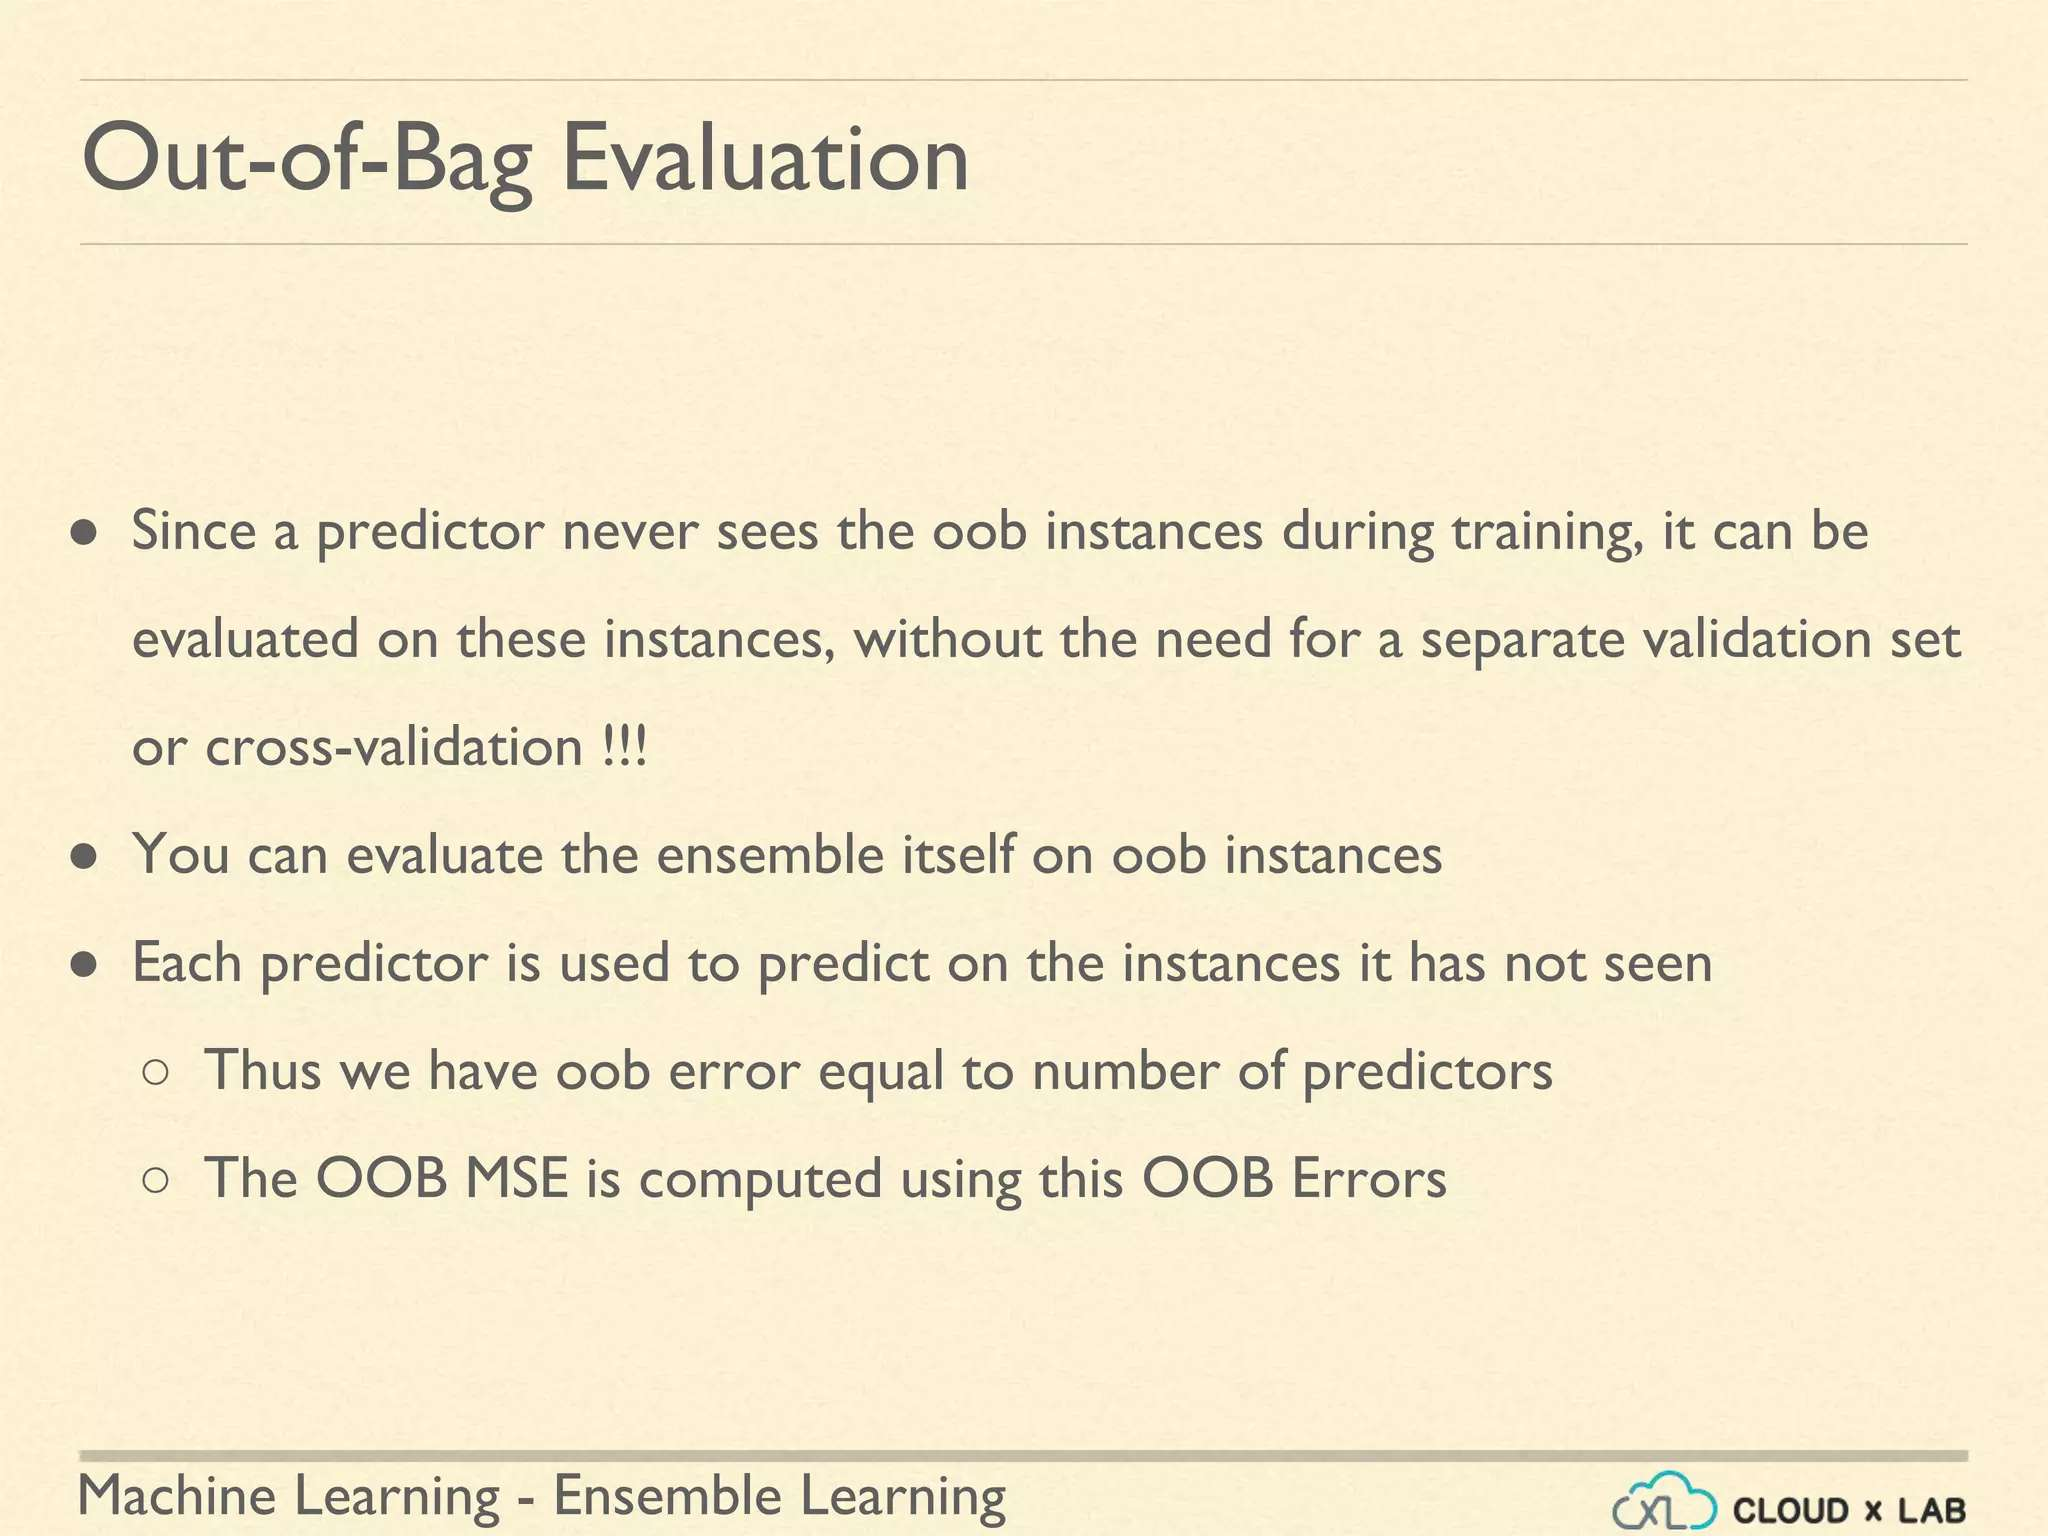 Out-of-Bag Evaluation
● Since a predictor never sees the oob instances during training, it can be
evaluated on these instances, without the need for a separate validation set
or cross-validation !!!
● You can evaluate the ensemble itself on oob instances
● Each predictor is used to predict on the instances it has not seen
○ Thus we have oob error equal to number of predictors
○ The OOB MSE is computed using this OOB Errors
Machine Learning - Ensemble Learning
CXL CLOUD x LAB